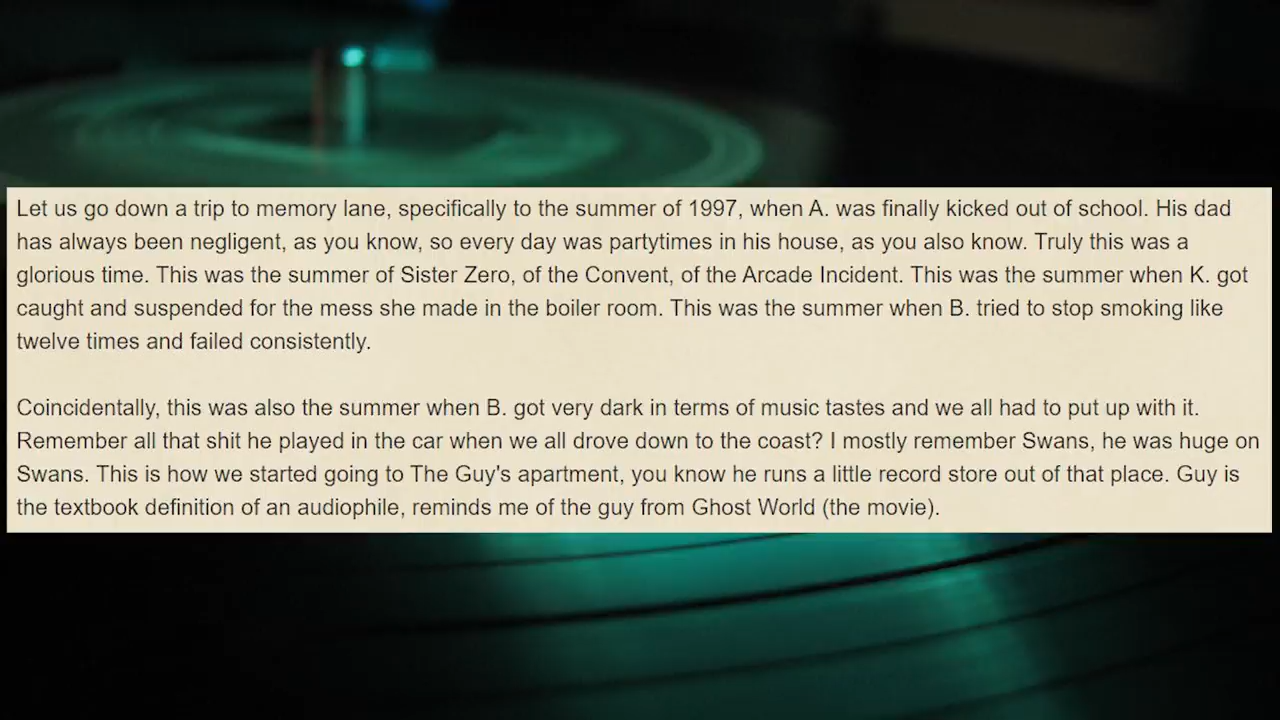 Let us go down a trip to memory lane, specifically to the summer of 1997, when A. was finally kicked out of school. His dad
has always been negligent, as you know, so every day was partytimes in his house, as you also know. Truly this was a
glorious time. This was the summer of Sister Zero, of the Convent, of the Arcade Incident. This was the summer when K. got
caught and suspended for the mess she made in the boiler room. This was the summer when B. tried to stop smoking like
twelve times and failed consistently.
Coincidentally, this was also the summer when B. got very dark in terms of music tastes and we all had to put up with it.
Remember all that shit he played in the car when we all drove down to the coast? I mostly remember Swans, he was huge on
Swans. This is how we started going to The Guy's apartment, you know he runs a little record store out of that place. Guy is
the textbook definition of an audiophile, reminds me of the guy from Ghost World (the movie).